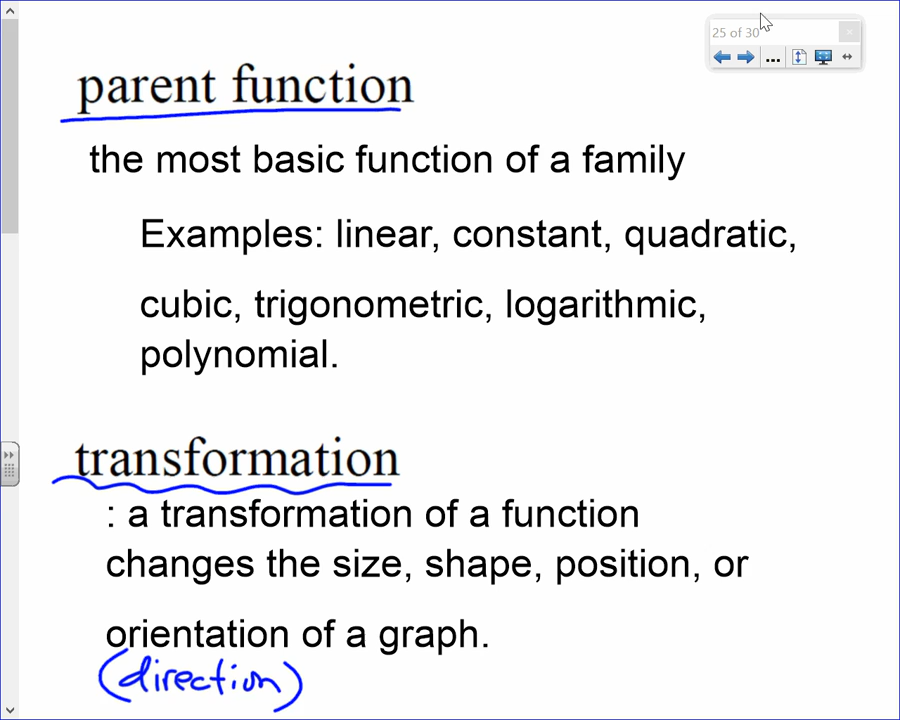 25 of 30
parent function
the most basic function of a family
Examples: linear, constant, quadratic,
cubic, trigonometric, logarithmic,
polynomial.
transformation
: a transformation of a function
changes the size, shape, position, or
orientation of a graph.
(direction)